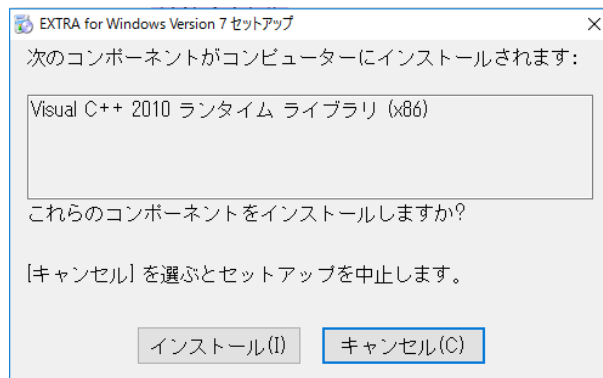 EXTRA for Windows Version 7 セットアップ
次のコンポーネントがコンピューターにインストールされます:
Visual C++ 2010 ランタイム ライブラリ (x86)
これらのコンポーネントをインストールしますか?
[キャンセル] を選ぶとセットアップを中止します。
インストール(I) キャンセル(C)